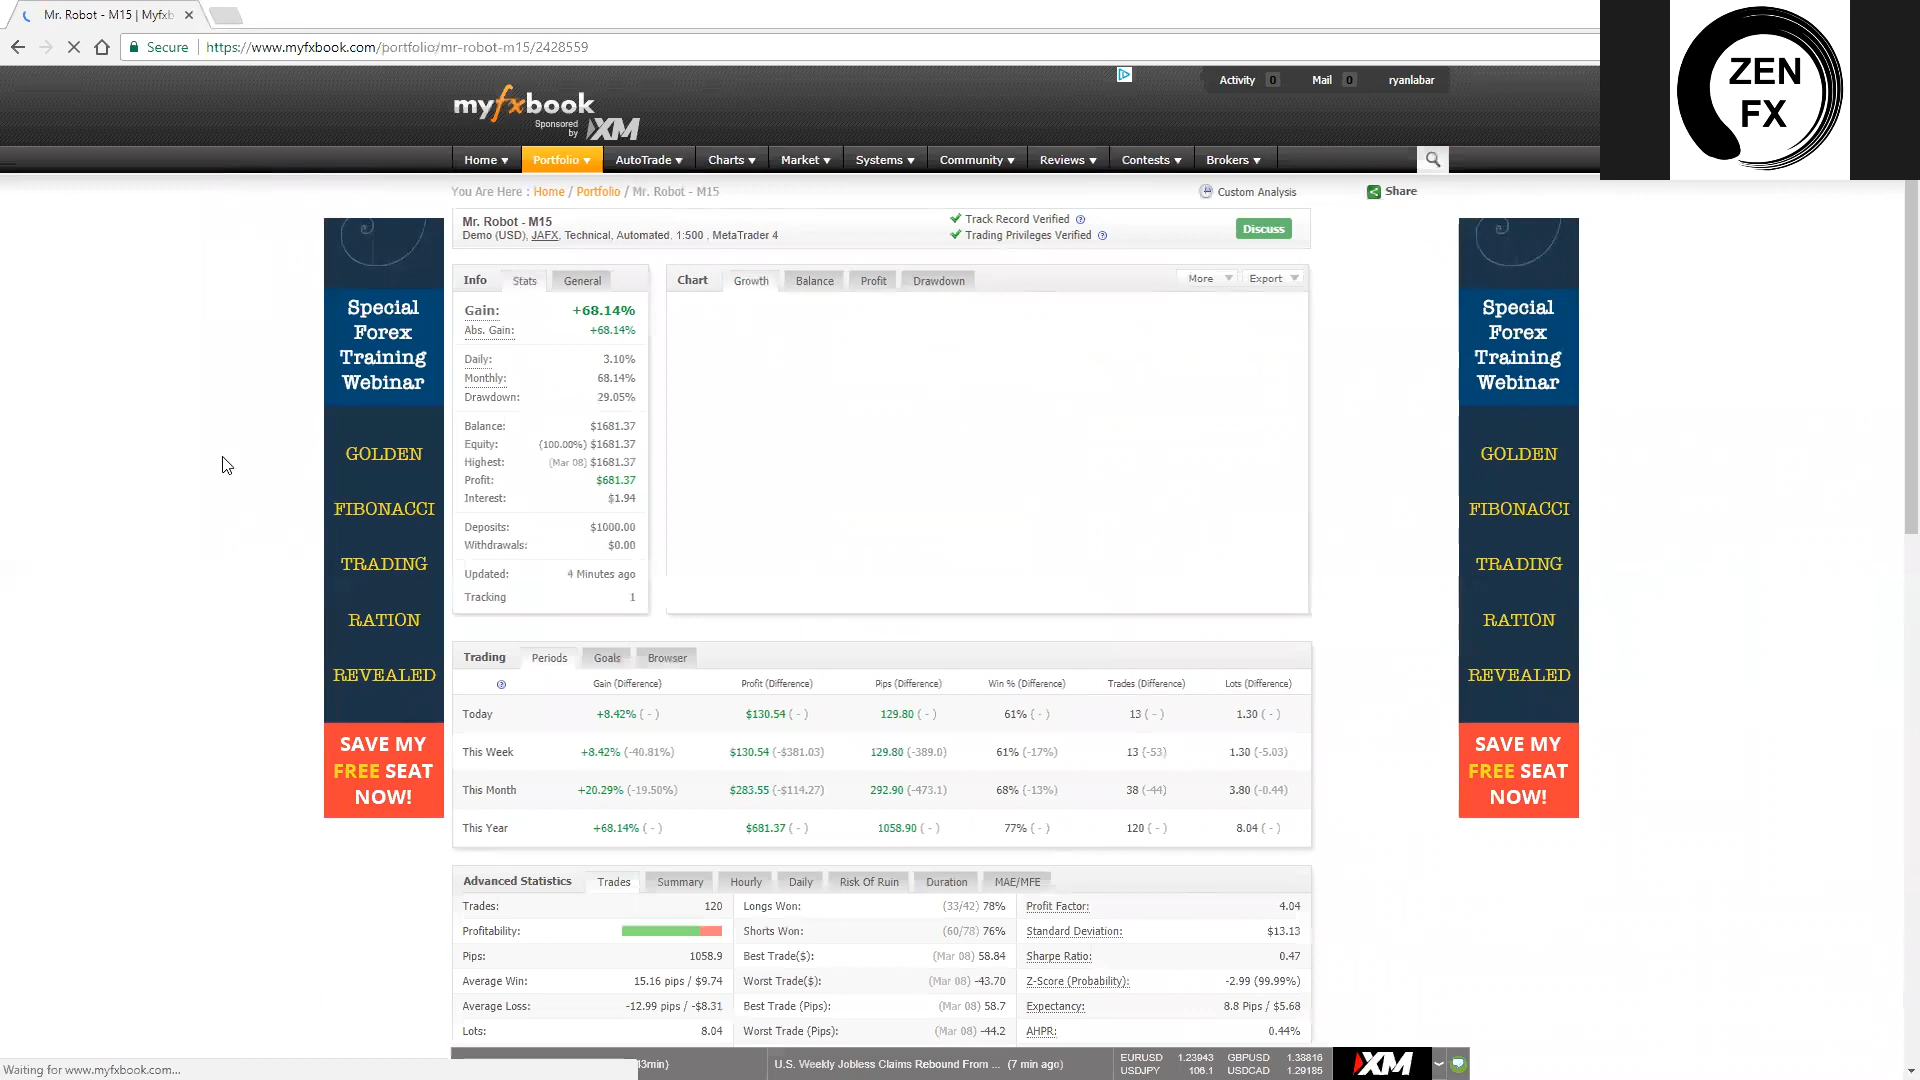 Mr. Robot - M15 | Myfxb
Secure https://www.myfxbook.com/portfolio/mr-robot-m15/2428559
ZEN
FX
Activity 0 Mail 0 ryanlabar
myfxbook
Sponsored
by XM
Home Portfolio AutoTrade Charts Market Systems Community Reviews Contests Brokers
You Are Here : Home / Portfolio / Mr. Robot - M15 Custom Analysis Share
Mr. Robot - M15
Demo (USD), JAFX, Technical, Automated, 1:500 , MetaTrader 4
Track Record Verified
Trading Privileges Verified
Discuss
Info Stats General
Gain: +68.14%
Abs. Gain: +68.14%
Daily: 3.10%
Monthly: 68.14%
Drawdown: 29.05%
Balance: $1681.37
Equity: (100.00%) $1681.37
Highest: (Mar 08) $1681.37
Profit: $681.37
Interest: $1.94
Deposits: $1000.00
Withdrawals: $0.00
Updated: 4 Minutes ago
Tracking 1
Chart Growth Balance Profit Drawdown More Export
Special
Forex
Training
Webinar
GOLDEN
FIBONACCI
TRADING
RATION
REVEALED
SAVE MY
FREE SEAT
NOW!
Special
Forex
Training
Webinar
GOLDEN
FIBONACCI
TRADING
RATION
REVEALED
SAVE MY
FREE SEAT
NOW!
Trading Periods Goals Browser
Gain (Difference) Profit (Difference) Pips (Difference) Win % (Difference) Trades (Difference) Lots (Difference)
Today +8.42% ( - ) $130.54 ( - ) 129.80 ( - ) 61% ( - ) 13 ( - ) 1.30 ( - )
This Week +8.42% (-40.81%) $130.54 (-$381.03) 129.80 (-389.0) 61% (-17%) 13 (-53) 1.30 (-5.03)
This Month +20.29% (-19.50%) $283.55 (-$114.27) 292.90 (-473.1) 68% (-13%) 38 (-44) 3.80 (-0.44)
This Year +68.14% ( - ) $681.37 ( - ) 1058.90 ( - ) 77% ( - ) 120 ( - ) 8.04 ( - )
Advanced Statistics Trades Summary Hourly Daily Risk Of Ruin Duration MAE/MFE
Trades: 120 Longs Won: (33/42) 78% Profit Factor: 4.04
Profitability: Shorts Won: (60/78) 76% Standard Deviation: $13.13
Pips: 1058.9 Best Trade($): (Mar 08) 58.84 Sharpe Ratio: 0.47
Average Win: 15.16 pips / $9.74 Worst Trade($): (Mar 08) -43.70 Z-Score (Probability): -2.99 (99.99%)
Average Loss: -12.99 pips / -$8.31 Best Trade (Pips): (Mar 08) 58.7 Expectancy: 8.8 Pips / $5.68
Lots: 8.04 Worst Trade (Pips): (Mar 08) -44.2 AHPR: 0.44%
Waiting for www.myfxbook.com... 3min) U.S. Weekly Jobless Claims Rebound From ... (7 min ago)
EURUSD 1.23943 GBPUSD 1.38816
USDJPY 106.1 USDCAD 1.29185
XM